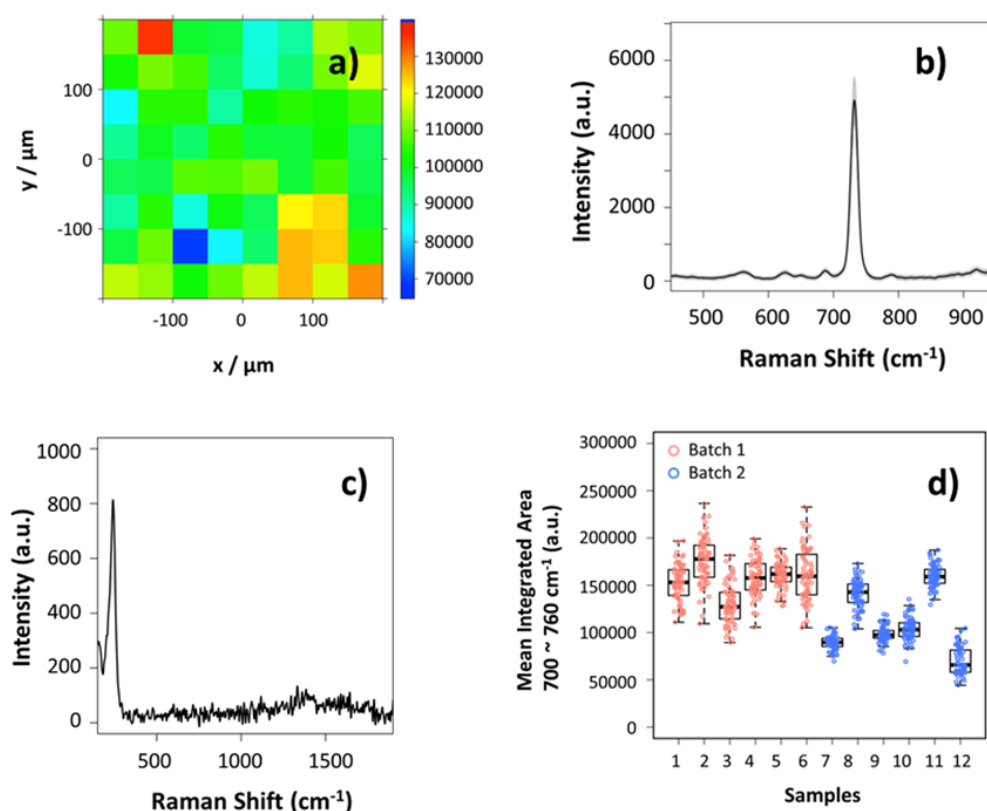 a)
y / µm
100
0
-100
-100
0
100
x / µm
130000
120000
110000
100000
90000
80000
70000
b)
Intensity (a.u.)
6000
4000
2000
0
500
600
700
800
900
Raman Shift (cm-1)
c)
Intensity (a.u.)
1000
800
600
400
200
0
500
1000
1500
Raman Shift (cm-1)
d)
Batch 1
Batch 2
Mean Integrated Area
700 ~ 760 cm-1 (a.u.)
300000
250000
200000
150000
100000
50000
0
1 2 3 4 5 6 7 8 9 10 11 12
Samples